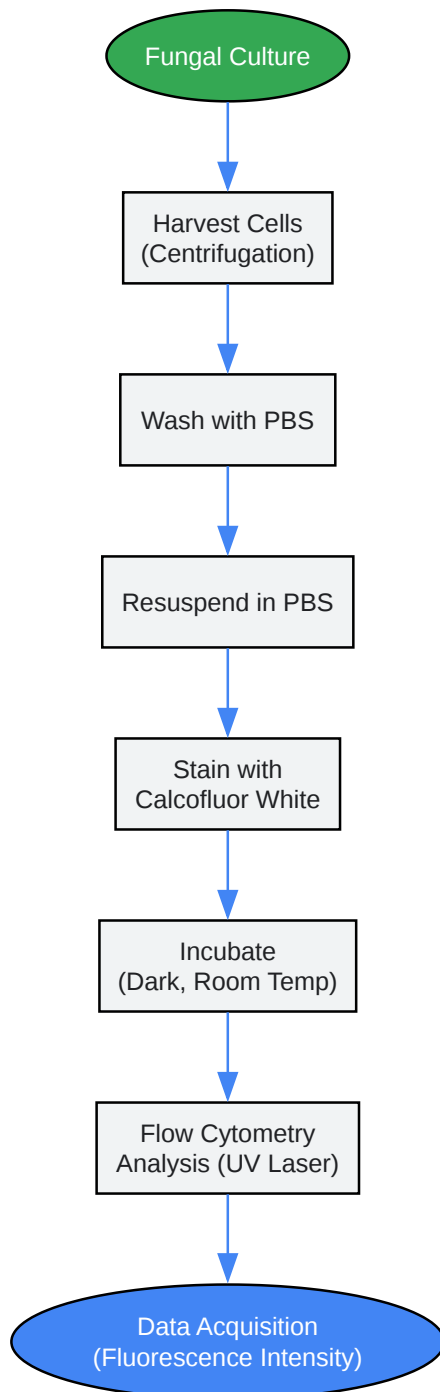 Fungal Culture
Harvest Cells
(Centrifugation)
Wash with PBS
Resuspend in PBS
Stain with
Calcofluor White
Incubate
(Dark, Room Temp)
Flow Cytometry
Analysis (UV Laser)
Data Acquisition
(Fluorescence Intensity)